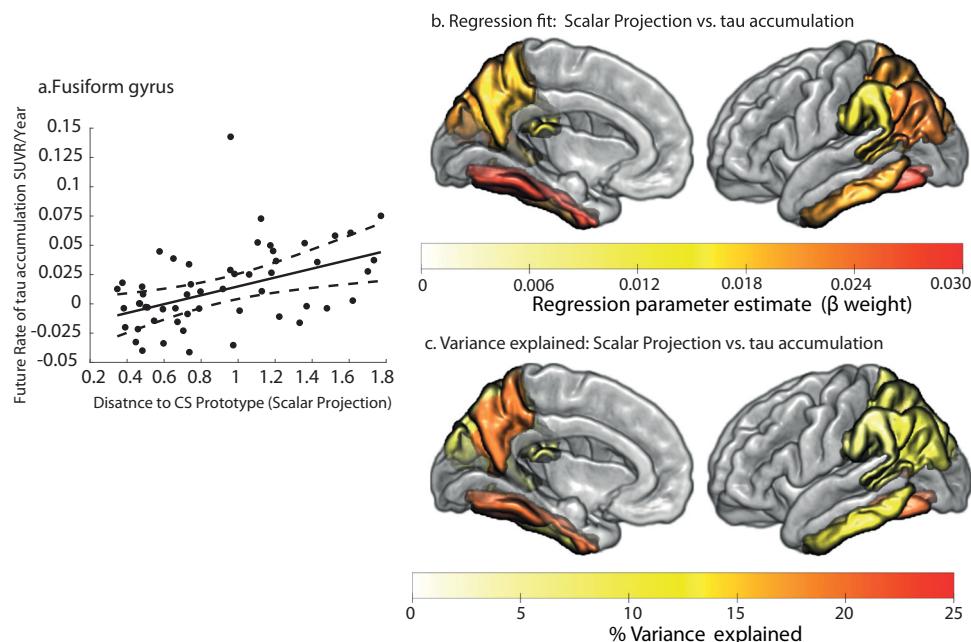 a.Fusiform gyrus
Future Rate of tau accumulation SUVR/Year
0.15
0.125
0.1
0.075
0.05
0.025
0
-0.025
-0.05
0.2 0.4 0.6 0.8 1 1.2 1.4 1.6 1.8
Disatnce to CS Prototype (Scalar Projection)
b. Regression fit: Scalar Projection vs. tau accumulation
0 0.006 0.012 0.018 0.024 0.030
Regression parameter estimate (β weight)
c. Variance explained: Scalar Projection vs. tau accumulation
0 5 10 15 20 25
% Variance explained